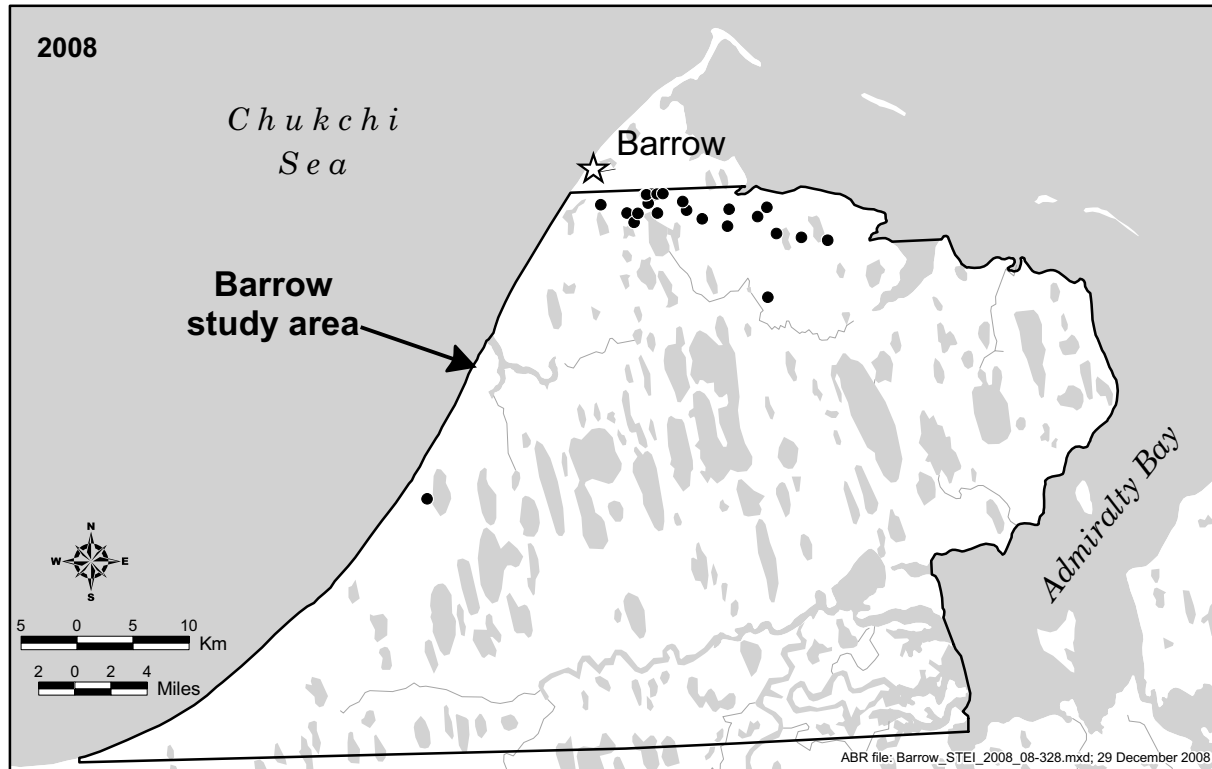 2008
Chukchi
Sea
Barrow
Barrow
study area
Admiralty Bay
N
W
E
S
5 0 5 10
Km
2 0 2 4
Miles
ABR file: Barrow_STEI_2008_08-328.mxd; 29 December 2008